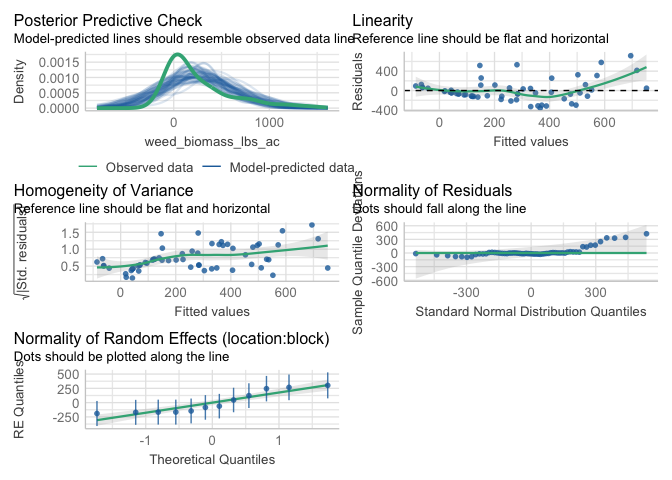 Posterior Predictive Check
Model-predicted lines should resemble observed data line
Density
0.0015
0.0010
0.0005
0.0000
0
1000
weed_biomass_lbs_ac
Observed data
Model-predicted data
Linearity
Reference line should be flat and horizontal
Residuals
400
0
-400
0
200
400
600
Fitted values
Homogeneity of Variance
Reference line should be flat and horizontal
√|Std. residuals|
1.5
1.0
0.5
0
200
400
600
Fitted values
Normality of Residuals
Dots should fall along the line
Sample Quantile Deviations
600
300
0
-300
-600
-300
0
300
Standard Normal Distribution Quantiles
Normality of Random Effects (location:block)
Dots should be plotted along the line
RE Quantiles
500
250
0
-250
-1
0
1
Theoretical Quantiles